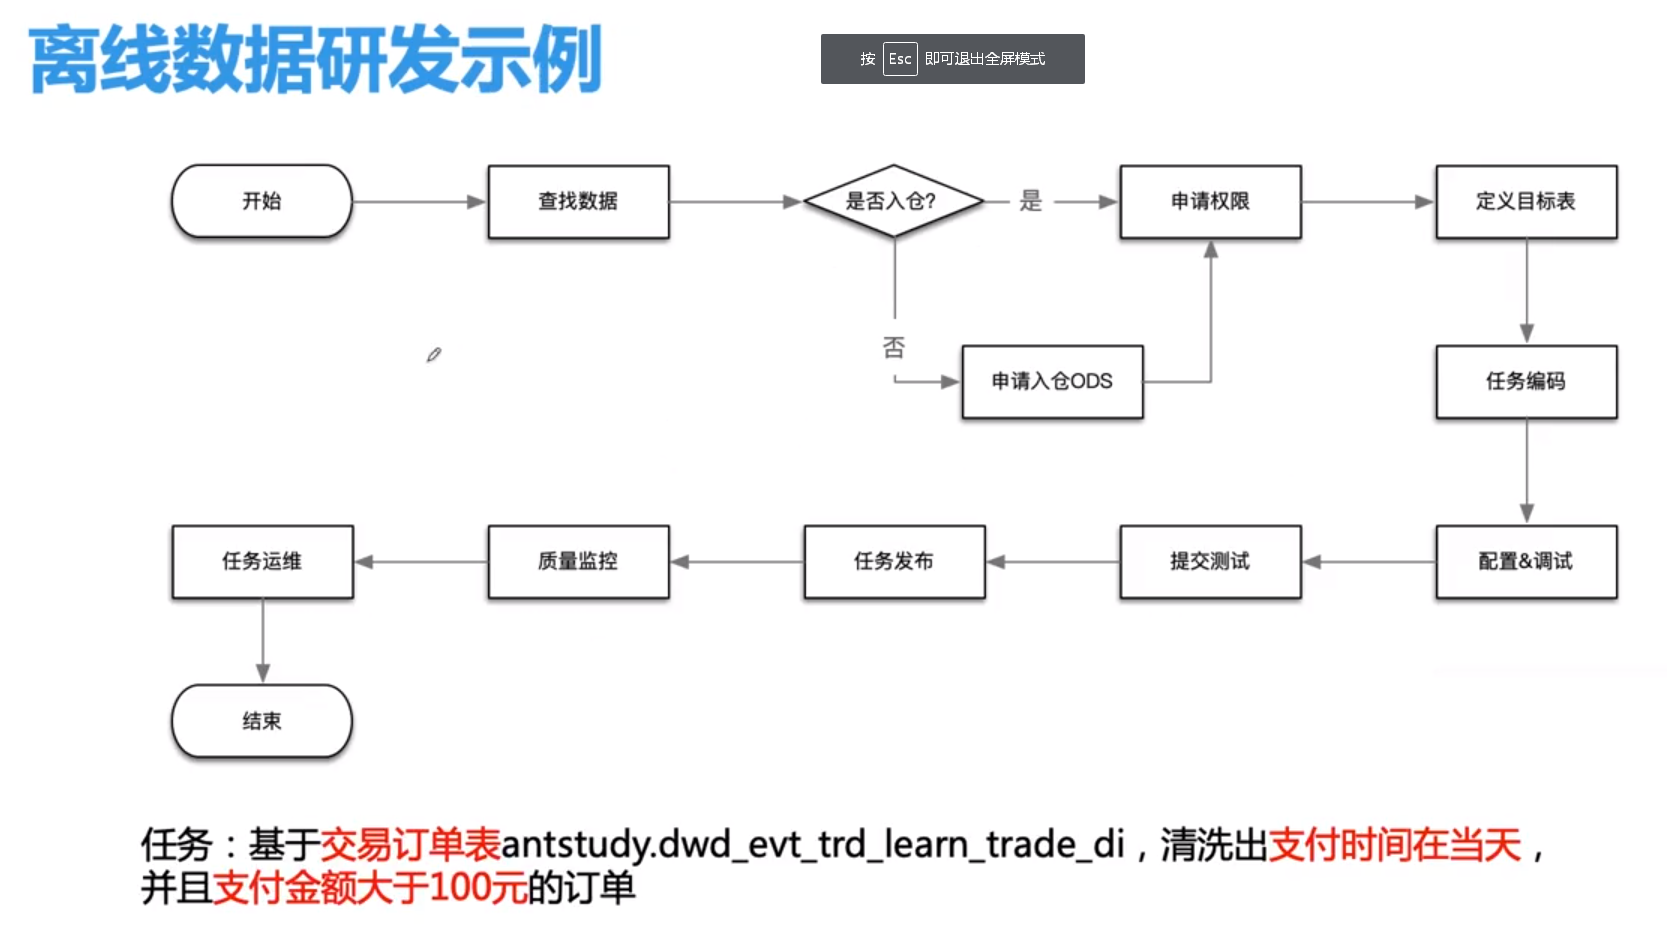 离线数据研发示例
按 Esc 即可退出全屏模式
开始
查找数据
是否入仓?
是
申请权限
定义目标表
否
申请入仓ODS
任务编码
任务运维
质量监控
任务发布
提交测试
配置&调试
结束
任务：基于交易订单表antstudy.dwd_evt_trd_learn_trade_di，清洗出支付时间在当天，
并且支付金额大于100元的订单